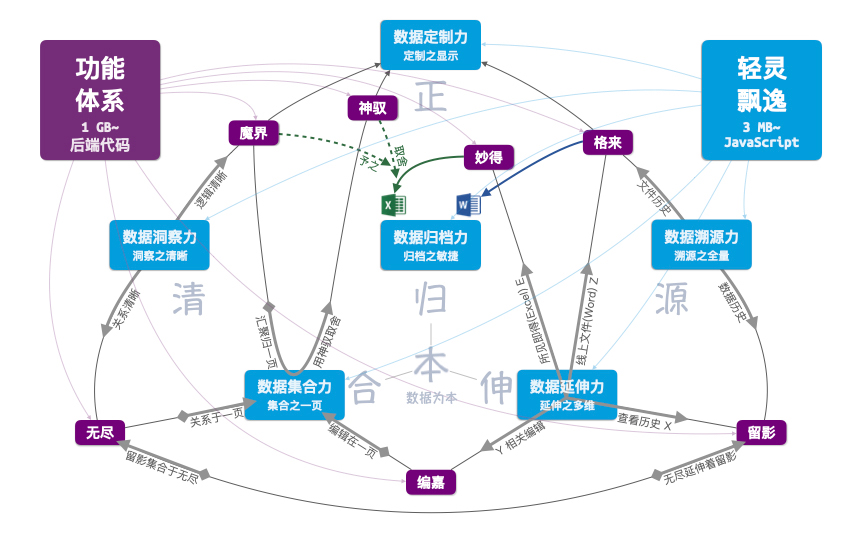 数据定制力
定制之显示
功能
体系
1 GB~
后端代码
轻灵
飘逸
3 MB~
JavaScript
正
神驭
魔界
妙得
格来
取舍
予之
X
W
逻辑清晰
文件历史
数据洞察力
洞察之清晰
数据归档力
归档之敏捷
数据溯源力
溯源之全量
清
归
源
关系清晰
数据历史
汇聚归一页
用神驭取舍
所见即得(Excel) E
线上文件(Word) Z
数据集合力
集合之一页
合
本
伸
数据为本
数据延伸力
延伸之多维
关系于一页
编辑在一页
Y 相关编辑
查看历史 X
无尽
留影
留影集合于无尽
编嘉
无尽延伸着留影